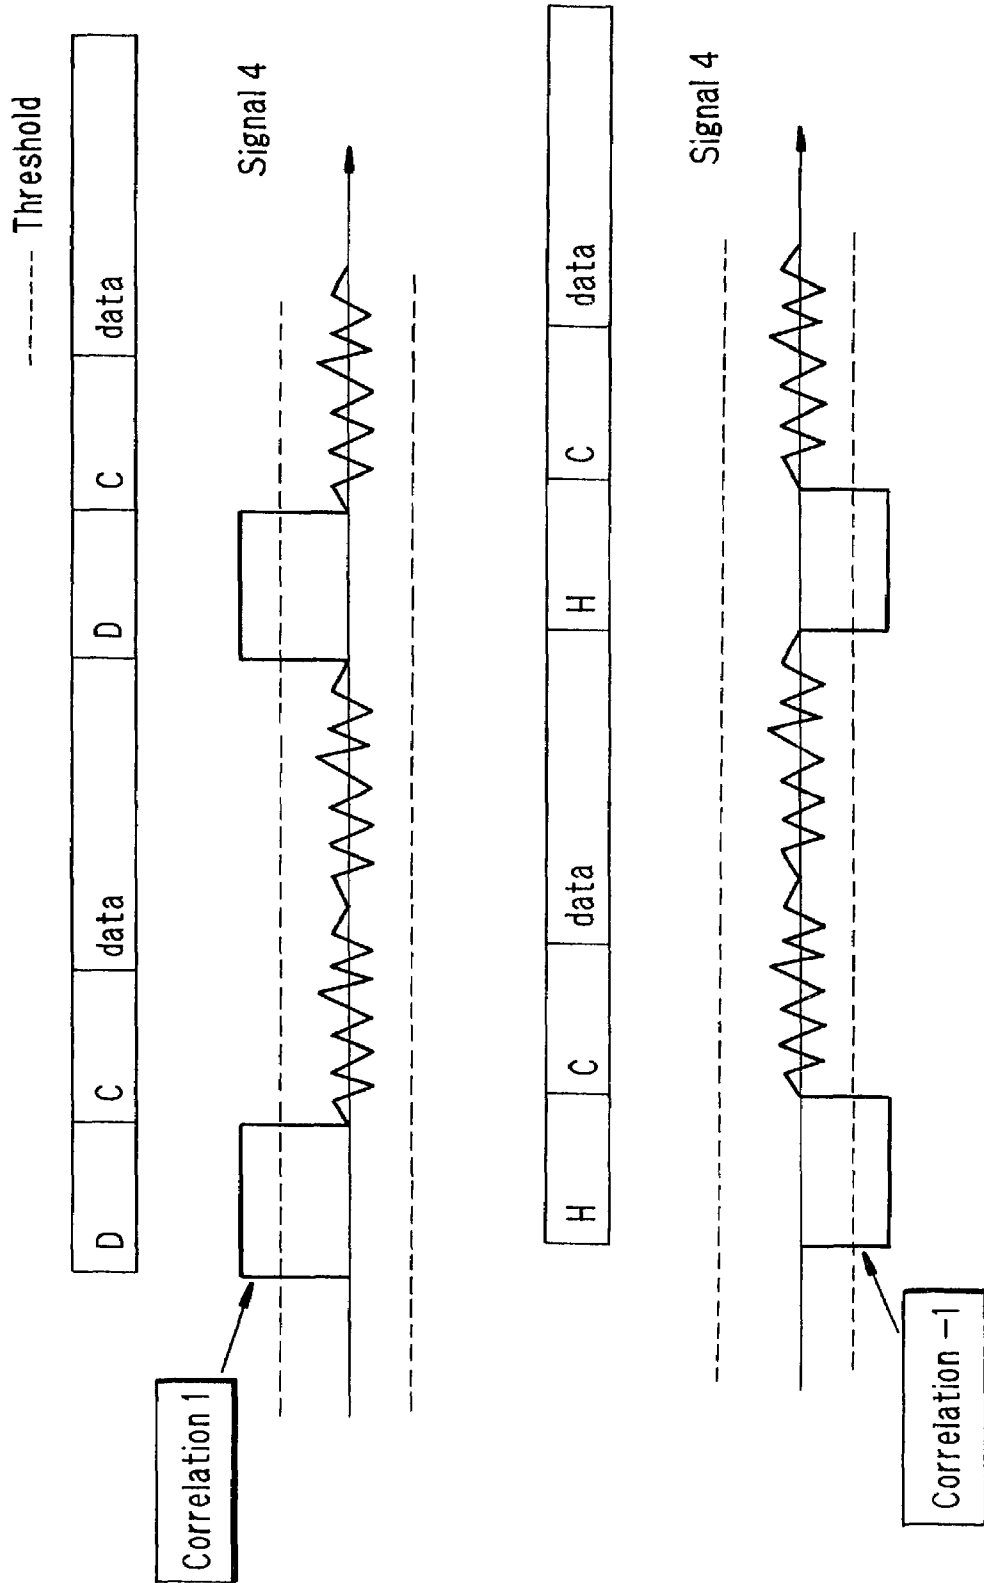 ------ Threshold
D C data D C data
Signal 4
Correlation 1
H C data H C data
Signal 4
Correlation -1